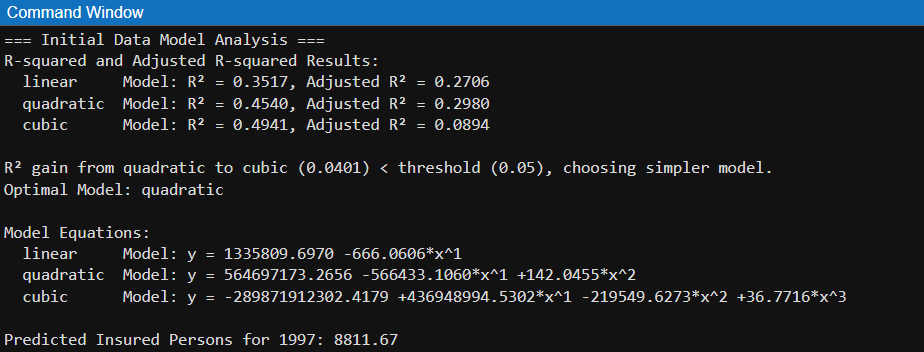 Command Window
=== Initial Data Model Analysis ===
R-squared and Adjusted R-squared Results:
linear Model: R² = 0.3517, Adjusted R² = 0.2706
quadratic Model: R² = 0.4540, Adjusted R² = 0.2980
cubic Model: R² = 0.4941, Adjusted R² = 0.0894
R² gain from quadratic to cubic (0.0401) < threshold (0.05), choosing simpler model.
Optimal Model: quadratic
Model Equations:
linear Model: y = 1335809.6970 -666.0606*x^1
quadratic Model: y = 564697173.2656 -566433.1060*x^1 +142.0455*x^2
cubic Model: y = -289871912302.4179 +436948994.5302*x^1 -219549.6273*x^2 +36.7716*x^3
Predicted Insured Persons for 1997: 8811.67